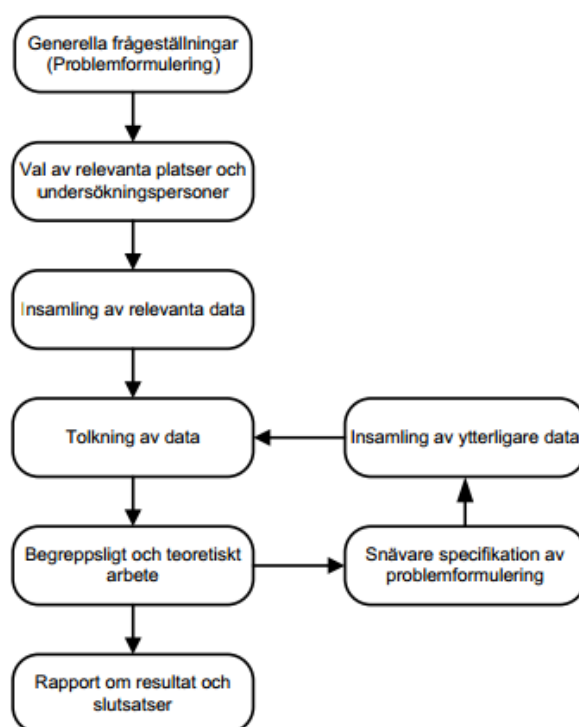 Generella frågeställningar
(Problemformulering)
Val av relevanta platser och
undersökningspersoner
Insamling av relevanta data
Tolkning av data
Insamling av ytterligare data
Begreppsligt och teoretiskt
arbete
Snävare specifikation av
problemformulering
Rapport om resultat och
slutsatser